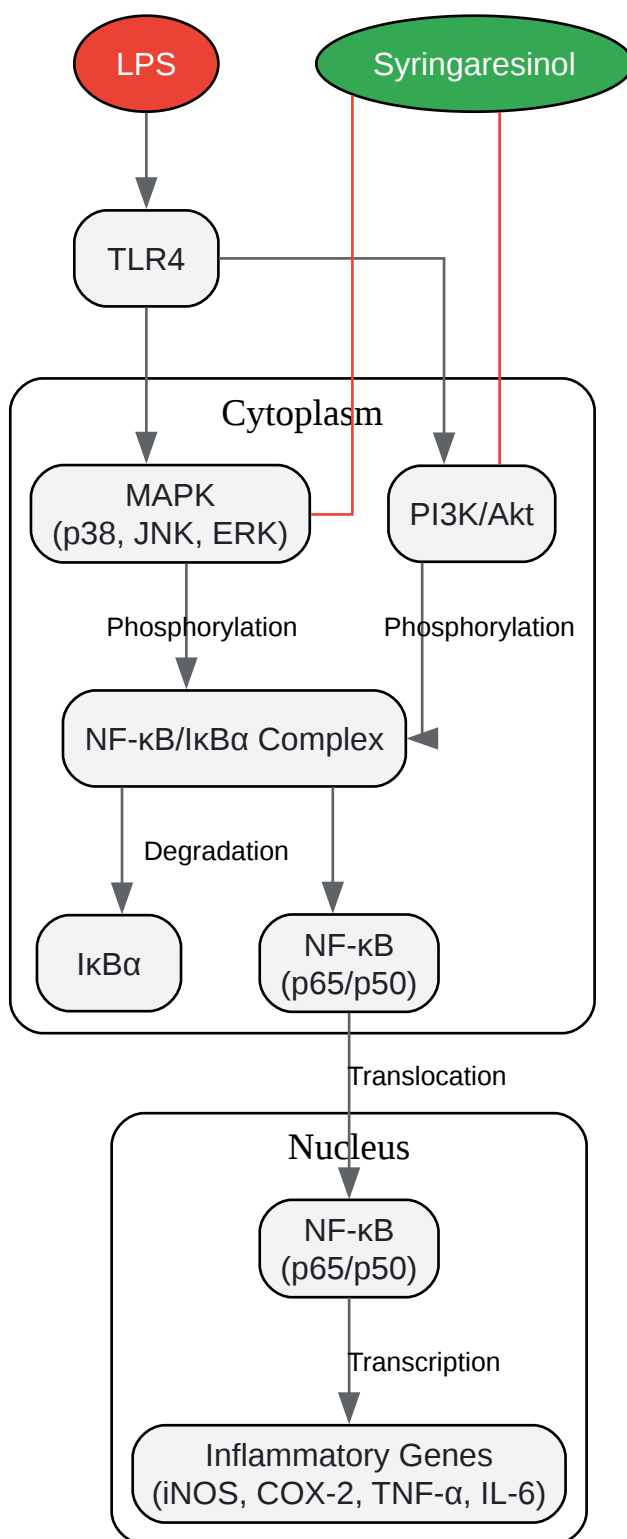 LPS
Syringaresinol
TLR4
Cytoplasm
MAPK
(p38, JNK, ERK)
PI3K/Akt
Phosphorylation
Phosphorylation
NF-κB/IκBα Complex
Degradation
IκBα
NF-κB
(p65/p50)
Translocation
Nucleus
NF-κB
(p65/p50)
Transcription
Inflammatory Genes
(iNOS, COX-2, TNF-α, IL-6)